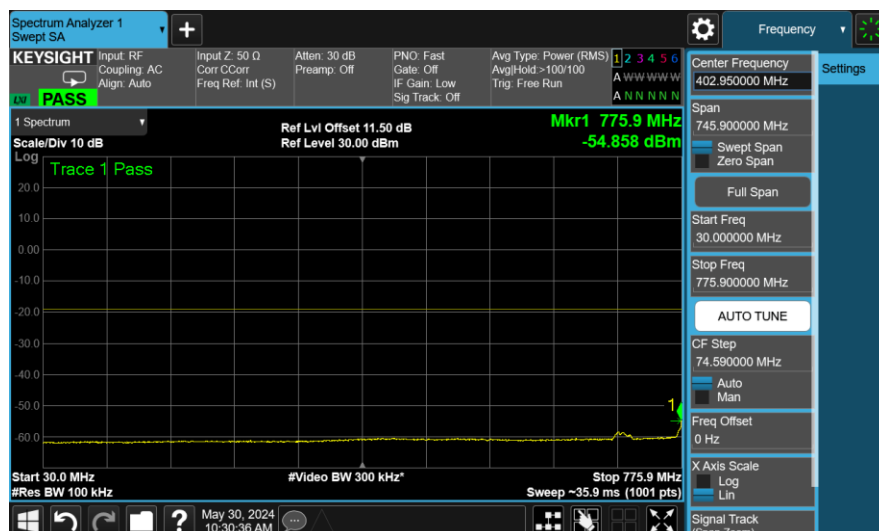 Spectrum Analyzer 1
Swept SA
Frequency
KEYSIGHT
Input: RF
Coupling: AC
Align: Auto
Input Z: 50 Ω
Corr CCorr
Freq Ref: Int (S)
Atten: 30 dB
Preamp: Off
PNO: Fast
Gate: Off
IF Gain: Low
Sig Track: Off
Avg Type: Power (RMS)
Avg|Hold:>100/100
Trig: Free Run
1 2 3 4 5 6
A W W W W W
A N N N N N
LXI
PASS
1 Spectrum
Scale/Div 10 dB
Ref Lvl Offset 11.50 dB
Ref Level 30.00 dBm
Mkr1 775.9 MHz
-54.858 dBm
Log
Trace 1 Pass
20.0
10.0
0.00
-10.0
-20.0
-30.0
-40.0
-50.0
-60.0
1
Start 30.0 MHz
#Res BW 100 kHz
#Video BW 300 kHz*
Stop 775.9 MHz
Sweep ~35.9 ms (1001 pts)
May 30, 2024
10:30:36 AM
Center Frequency
402.950000 MHz
Settings
Span
745.900000 MHz
Swept Span
Zero Span
Full Span
Start Freq
30.000000 MHz
Stop Freq
775.900000 MHz
AUTO TUNE
CF Step
74.590000 MHz
Auto
Man
Freq Offset
0 Hz
X Axis Scale
Log
Lin
Signal Track